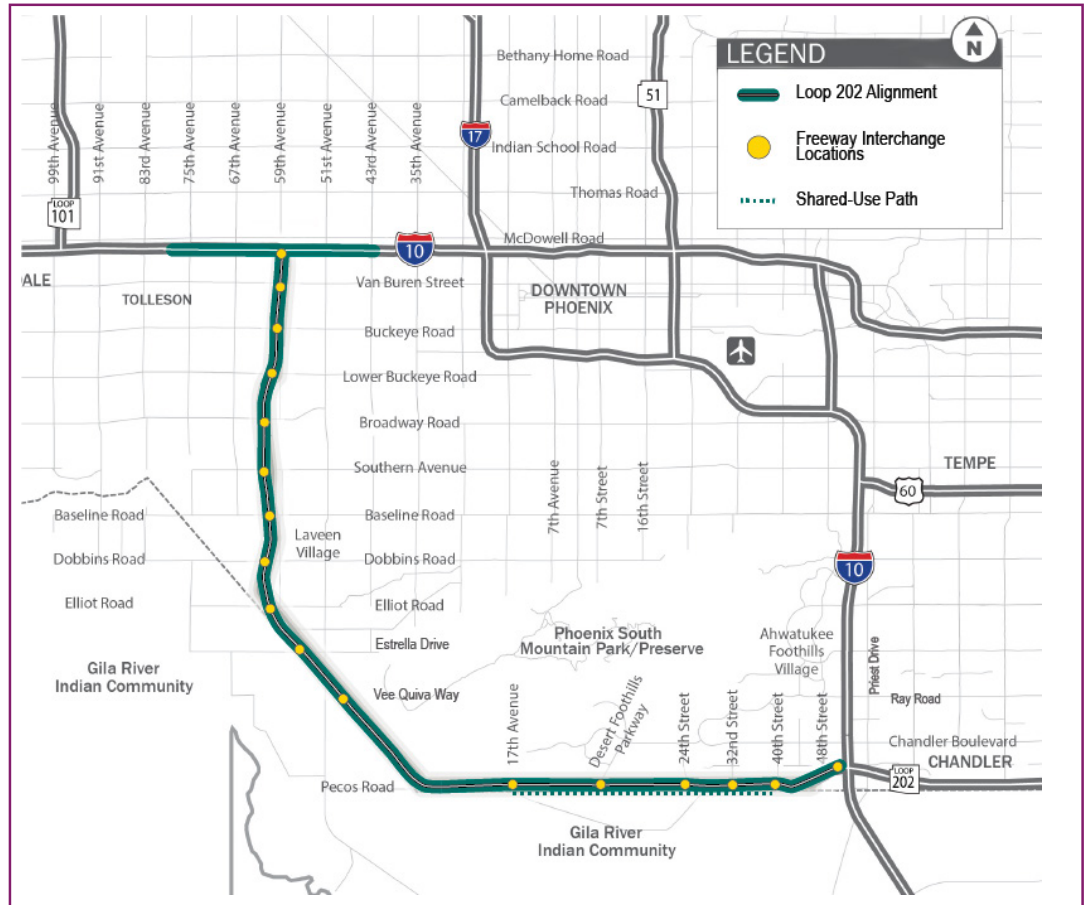 N
LEGEND
Loop 202 Alignment
Freeway Interchange
Locations
Shared-Use Path
Bethany Home Road
51
Camelback Road
17
Indian School Road
99th Avenue
91st Avenue
83rd Avenue
75th Avenue
67th Avenue
59th Avenue
51st Avenue
43rd Avenue
35th Avenue
Thomas Road
LOOP
101
McDowell Road
10
ALE
TOLLESON
Van Buren Street
DOWNTOWN
PHOENIX
Buckeye Road
Lower Buckeye Road
Broadway Road
Southern Avenue
TEMPE
60
7th Avenue
7th Street
16th Street
Baseline Road
Baseline Road
Laveen
Village
Dobbins Road
Dobbins Road
10
Elliot Road
Elliot Road
Estrella Drive
Phoenix South
Mountain Park/Preserve
Ahwatukee
Foothills
Village
Priest Drive
Gila River
Indian Community
Vee Quiva Way
Ray Road
17th Avenue
Desert Foothills
Parkway
24th Street
32nd Street
40th Street
48th Street
Chandler Boulevard
CHANDLER
LOOP
202
Pecos Road
Gila River
Indian Community